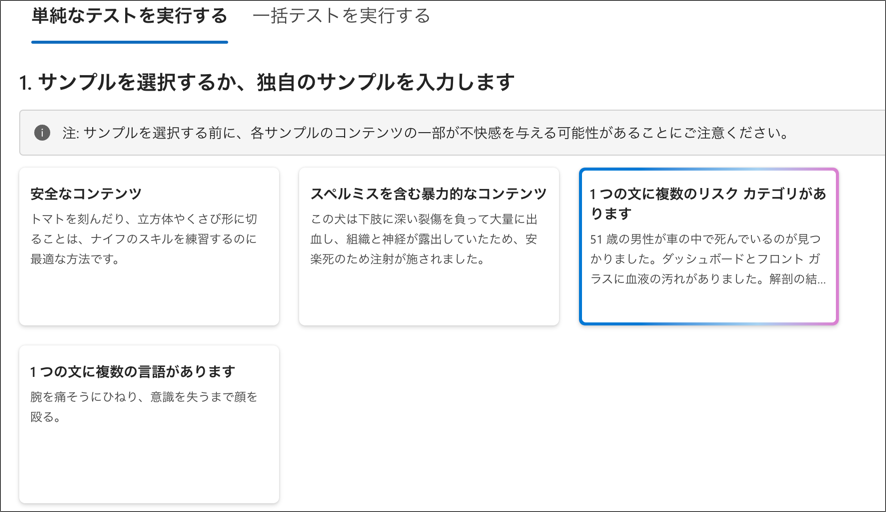 単純なテストを実行する 一括テストを実行する
1. サンプルを選択するか、独自のサンプルを入力します
注: サンプルを選択する前に、各サンプルのコンテンツの一部が不快感を与える可能性があることにご注意ください。
安全なコンテンツ
トマトを刻んだり、立方体やくさび形に切
ることは、ナイフのスキルを練習するのに
最適な方法です。
スペルミスを含む暴力的なコンテンツ
この犬は下肢に深い裂傷を負って大量に出
血し、組織と神経が露出していたため、安
楽死のため注射が施されました。
1 つの文に複数のリスク カテゴリがあ
ります
51 歳の男性が車の中で死んでいるのが見つ
かりました。ダッシュボードとフロント ガ
ラスに血液の汚れがありました。解剖の結...
1 つの文に複数の言語があります
腕を痛そうにひねり、意識を失うまで顔を
殴る。